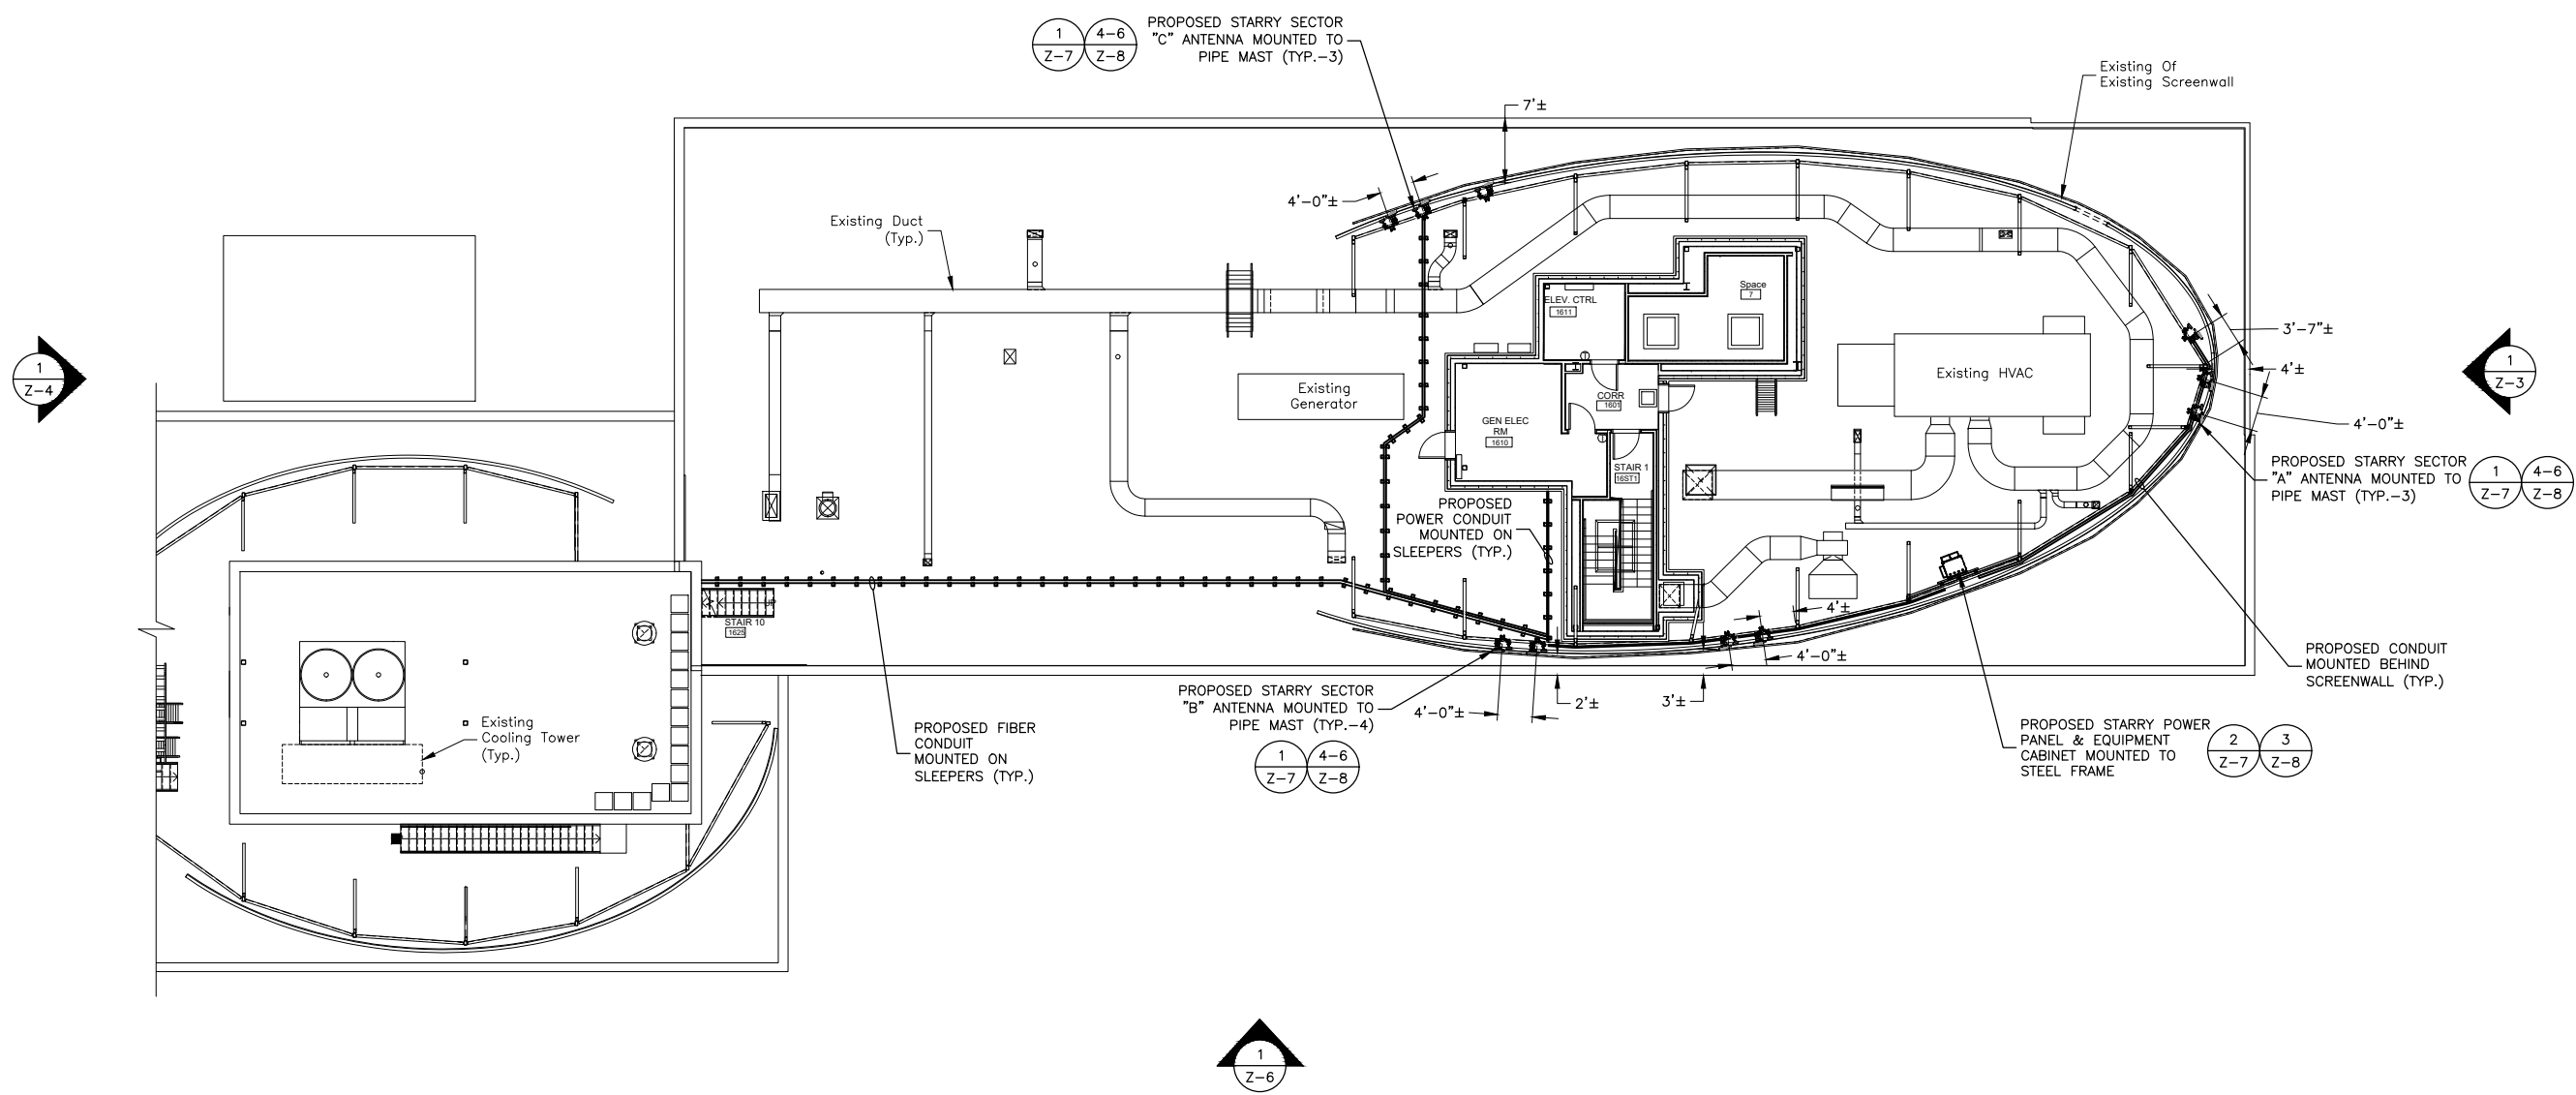 1
Z-7
4-6
Z-8
PROPOSED STARRY SECTOR
"C" ANTENNA MOUNTED TO
PIPE MAST (TYP.-3)
Existing Of
Existing Screenwall
7'±
4'-0"±
Existing Duct
(Typ.)
ELEV. CTRL
1611
Space
7
3'-7"±
1
Z-4
Existing
Generator
CORR
1601
Existing HVAC
4'±
1
Z-3
GEN ELEC
RM
1610
4'-0"±
STAIR 1
16ST1
PROPOSED STARRY SECTOR
"A" ANTENNA MOUNTED TO
PIPE MAST (TYP.-3)
1
Z-7
4-6
Z-8
PROPOSED
POWER CONDUIT
MOUNTED ON
SLEEPERS (TYP.)
STAIR 10
1625
4'±
4'-0"±
PROPOSED CONDUIT
MOUNTED BEHIND
SCREENWALL (TYP.)
PROPOSED STARRY SECTOR
"B" ANTENNA MOUNTED TO
PIPE MAST (TYP.-4)
4'-0"±
2'±
3'±
1
Z-7
4-6
Z-8
Existing
Cooling Tower
(Typ.)
PROPOSED FIBER
CONDUIT
MOUNTED ON
SLEEPERS (TYP.)
PROPOSED STARRY POWER
PANEL & EQUIPMENT
CABINET MOUNTED TO
STEEL FRAME
2
Z-7
3
Z-8
1
Z-6